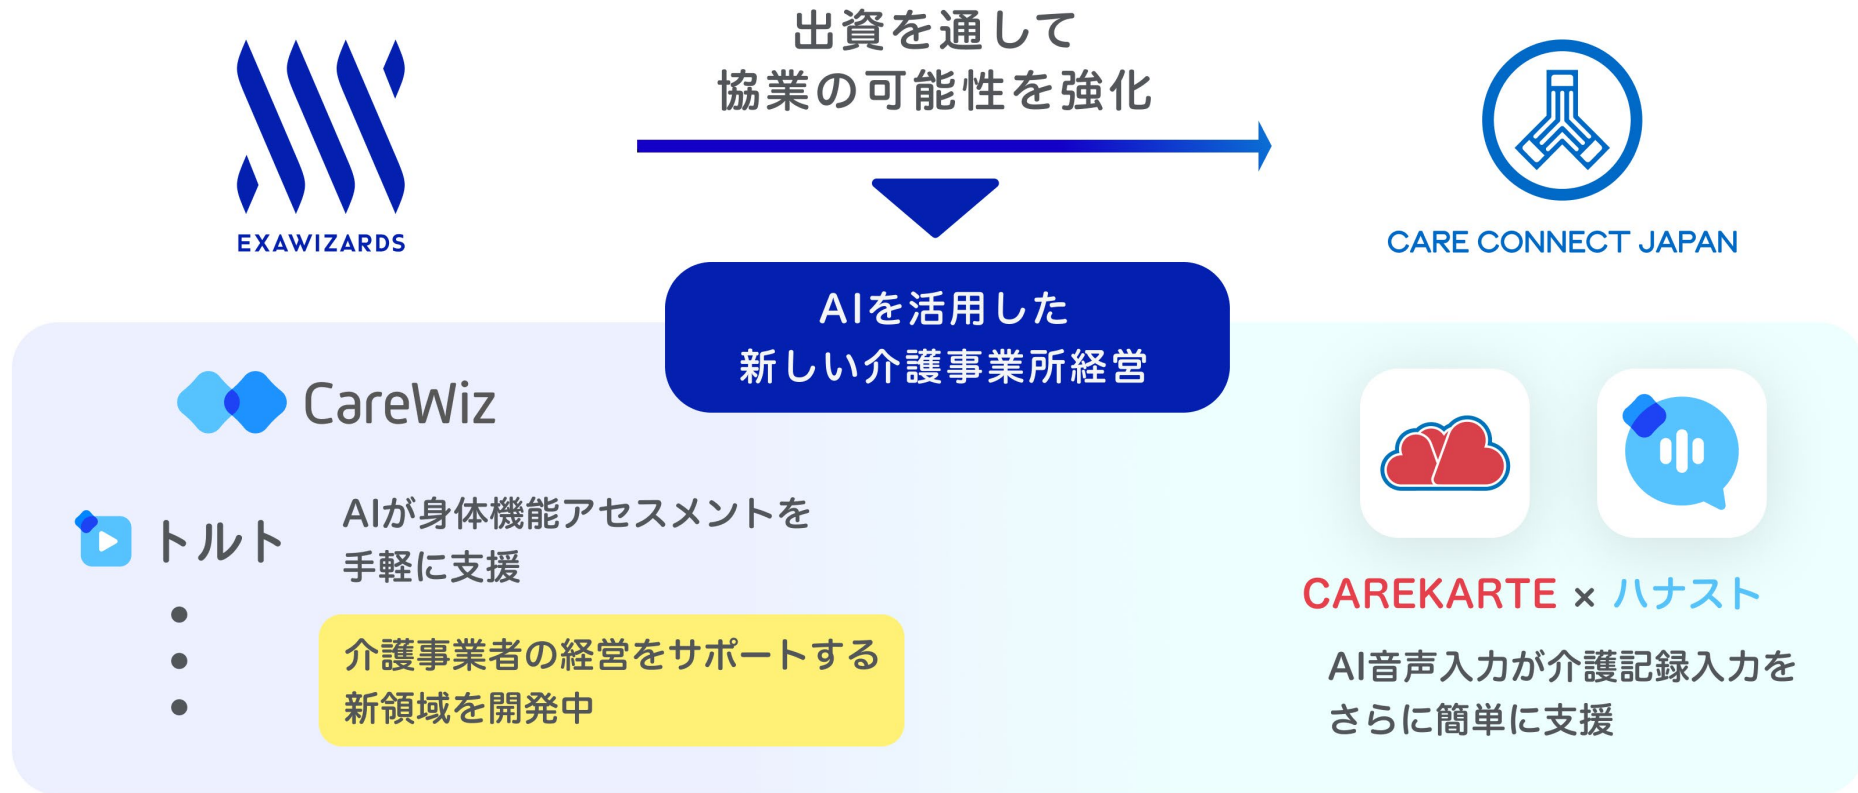 出資を通して
協業の可能性を強化
EXAWIZARDS
CARE CONNECT JAPAN
AIを活用した
新しい介護事業所経営
CareWiz
トルト
AIが身体機能アセスメントを
手軽に支援
介護事業者の経営をサポートする
新領域を開発中
CAREKARTE × ハナスト
AI音声入力が介護記録入力を
さらに簡単に支援